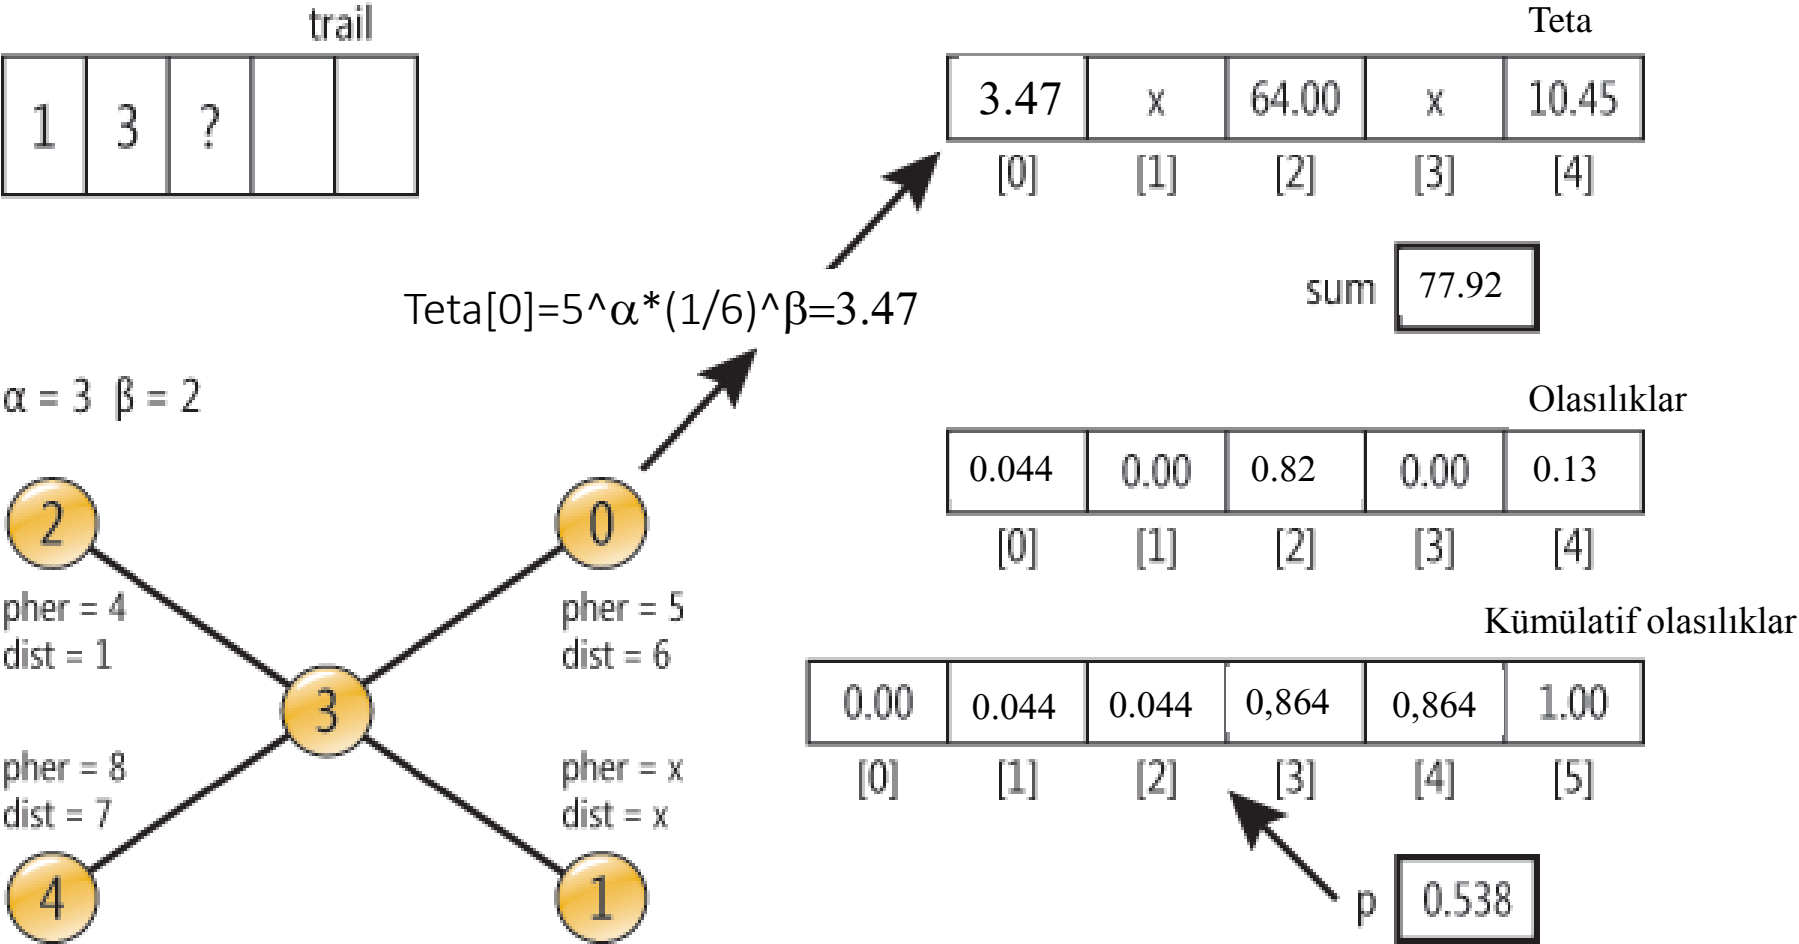 trail
1 3 ?
Teta
3.47 x 64.00 x 10.45
[0] [1] [2] [3] [4]
sum 77.92
Teta[0]=5^α*(1/6)^β=3.47
α = 3 β = 2
Olasılıklar
0.044 0.00 0.82 0.00 0.13
[0] [1] [2] [3] [4]
2
0
pher = 4
dist = 1
pher = 5
dist = 6
3
pher = 8
dist = 7
pher = x
dist = x
4
1
Kümülatif olasılıklar
0.00 0.044 0.044 0,864 0,864 1.00
[0] [1] [2] [3] [4] [5]
p 0.538